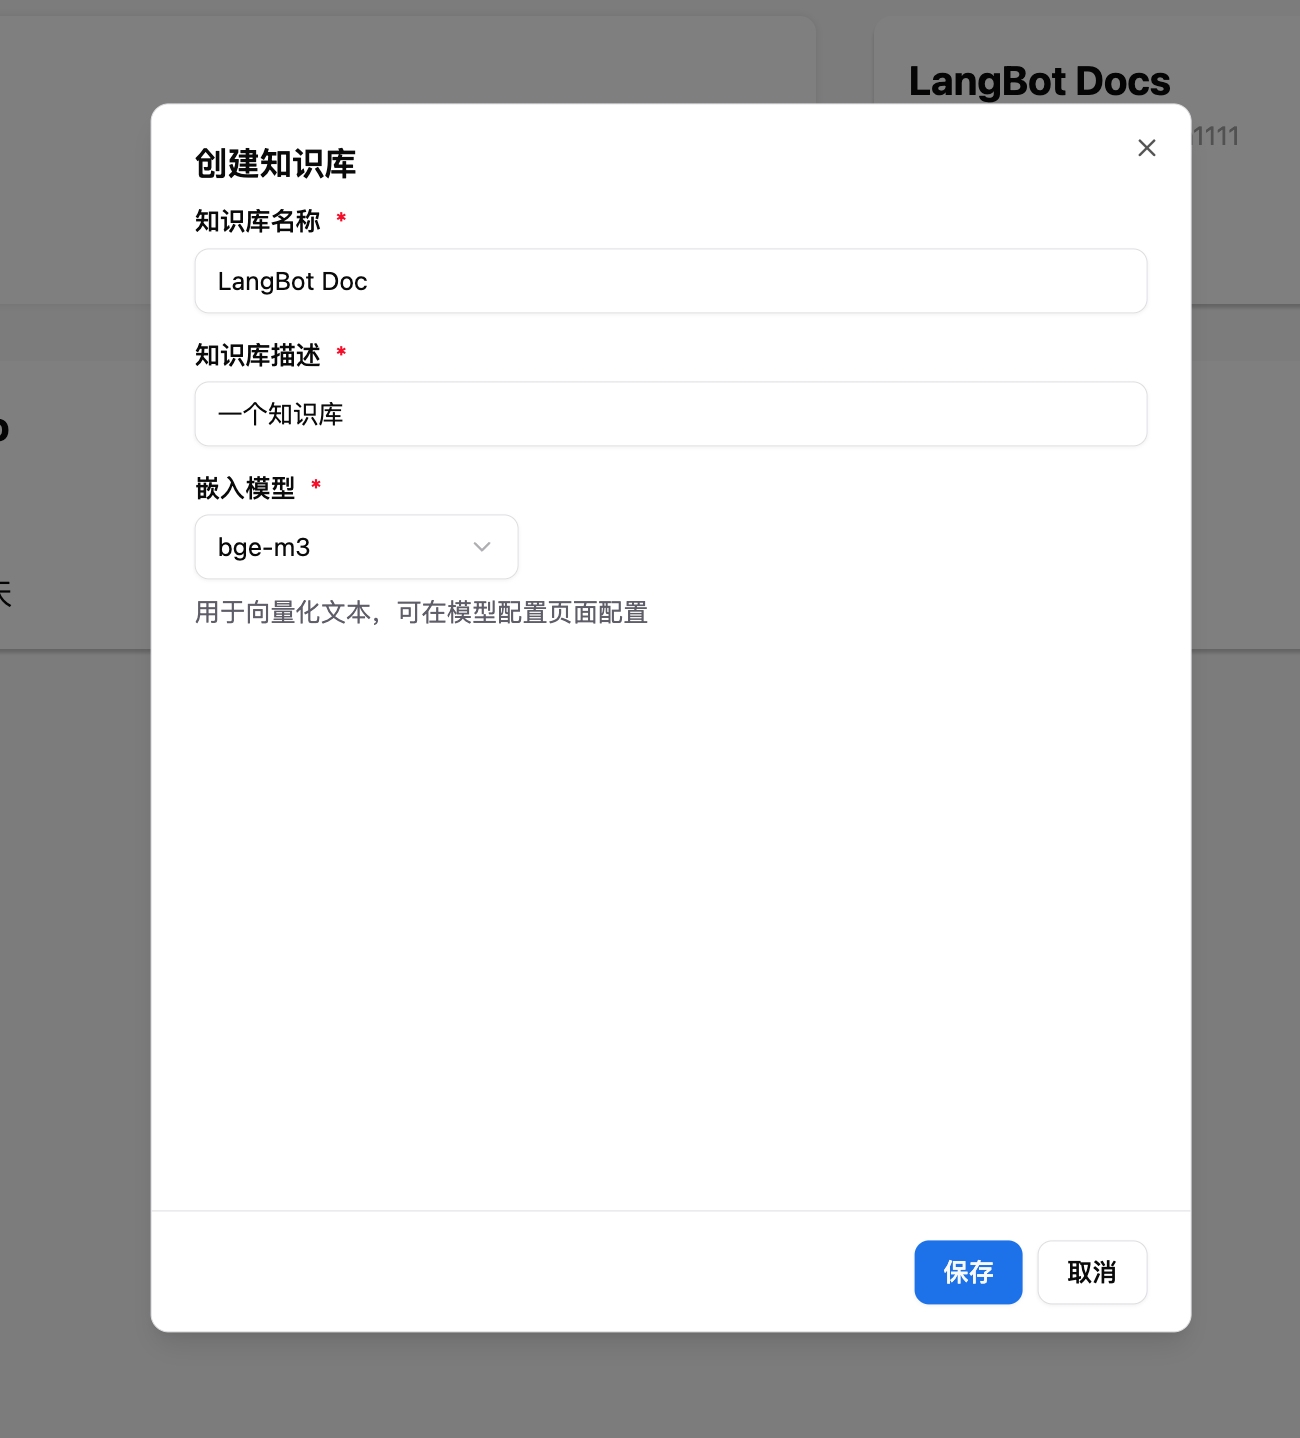 LangBot Docs
1111
创建知识库
知识库名称 *
LangBot Doc
知识库描述 *
一个知识库
嵌入模型 *
bge-m3
用于向量化文本，可在模型配置页面配置
保存
取消